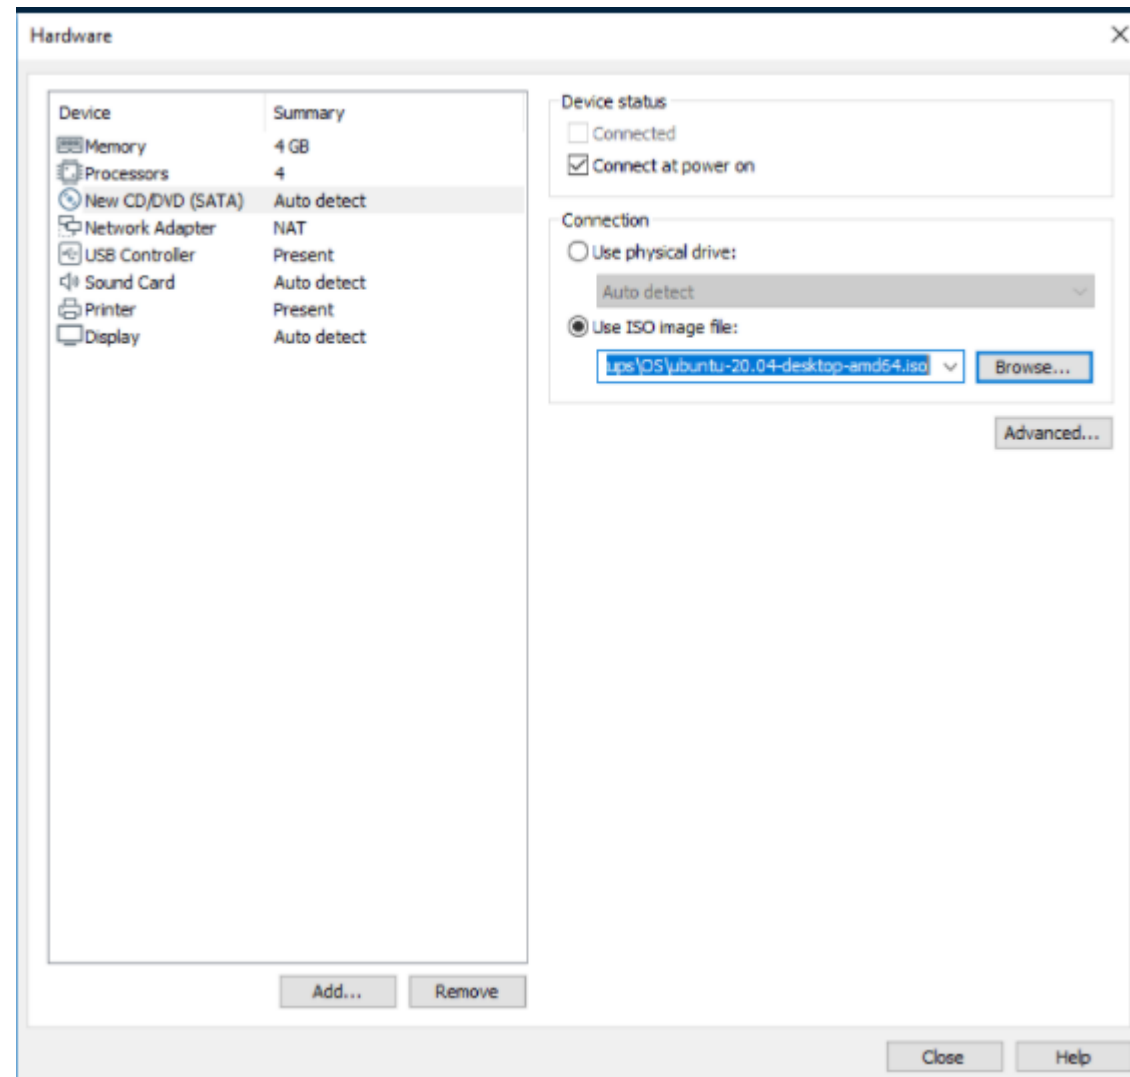 Hardware
Device Summary
Memory 4 GB
Processors 4
New CD/DVD (SATA) Auto detect
Network Adapter NAT
USB Controller Present
Sound Card Auto detect
Printer Present
Display Auto detect
Add... Remove
Device status
Connected
Connect at power on
Connection
Use physical drive:
Auto detect
Use ISO image file:
ups\OS\ubuntu-20.04-desktop-amd64.iso Browse...
Advanced...
Close Help